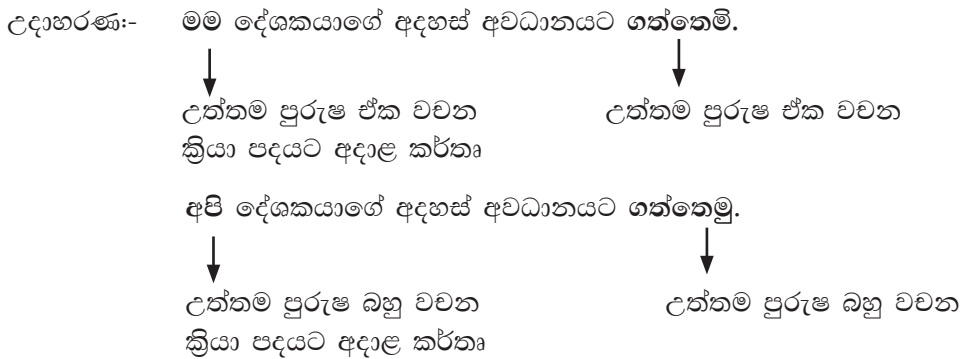 උදාහරණ:- මම දේශකයාගේ අදහස් අවධානයට ගත්තෙමි.
උත්තම පුරුෂ ඒක වචන උත්තම පුරුෂ ඒක වචන
ක්‍රියා පදයට අදාළ කර්තෘ
අපි දේශකයාගේ අදහස් අවධානයට ගත්තෙමු.
උත්තම පුරුෂ බහු වචන උත්තම පුරුෂ බහු වචන
ක්‍රියා පදයට අදාළ කර්තෘ